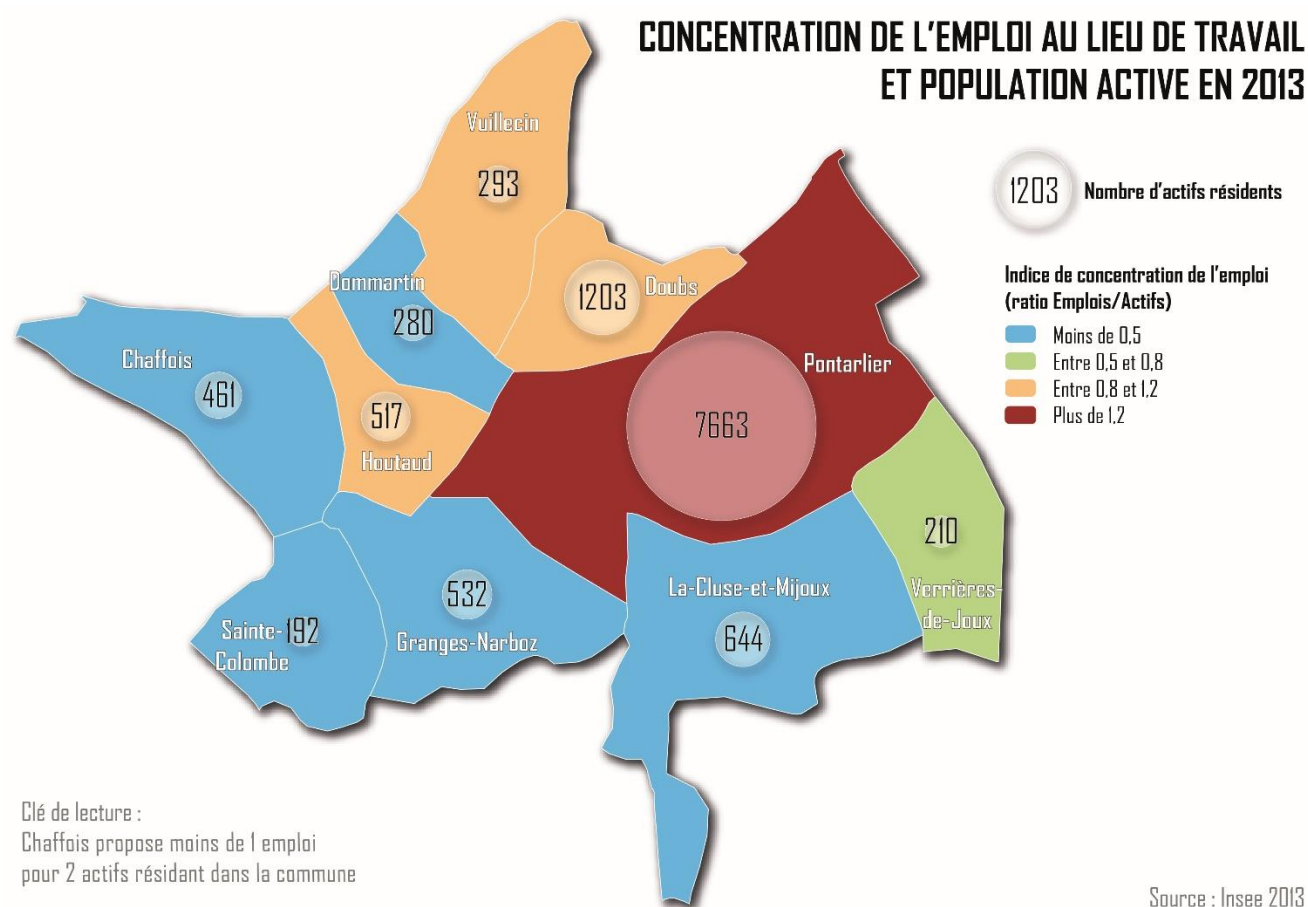 CONCENTRATION DE L'EMPLOI AU LIEU DE TRAVAIL
ET POPULATION ACTIVE EN 2013
1203
Nombre d'actifs résidents
Indice de concentration de l'emploi
(ratio Emplois/Actifs)
Moins de 0,5
Entre 0,5 et 0,8
Entre 0,8 et 1,2
Plus de 1,2
Vuillecin
293
Dommartin
280
1203
Doubs
Chaffois
461
517
Houtaud
Pontarlier
7663
210
Verrières-
de-Joux
La-Cluse-et-Mijoux
644
532
Granges-Narboz
Sainte-
Colombe
192
Clé de lecture :
Chaffois propose moins de 1 emploi
pour 2 actifs résidant dans la commune
Source : Insee 2013